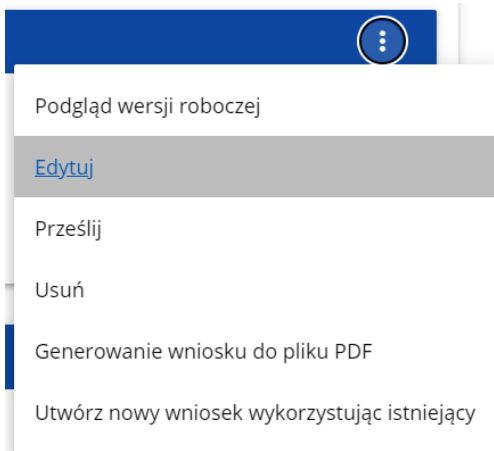 Podgląd wersji roboczej
Edytuj
Prześlij
Usuń
Generowanie wniosku do pliku PDF
Utwórz nowy wniosek wykorzystując istniejący